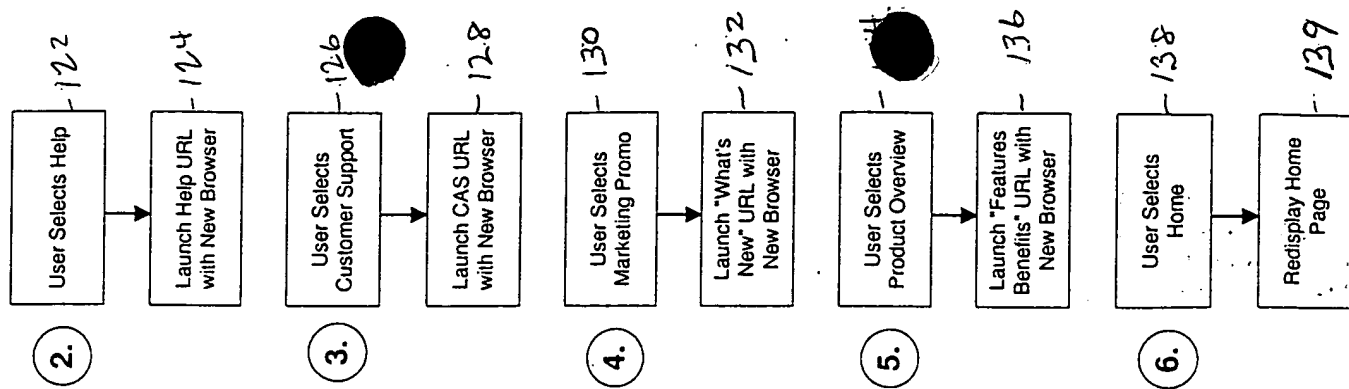 2.
User Selects Help
122
Launch Help URL
with New Browser
124
3.
User Selects
Customer Support
126
Launch CAS URL
with New Browser
128
4.
User Selects
Marketing Promo
130
Launch "What's
New" URL with
New Browser
132
5.
User Selects
Product Overview
Launch "Features
Benefits" URL with
New Browser
136
6.
User Selects
Home
138
Redisplay Home
Page
139